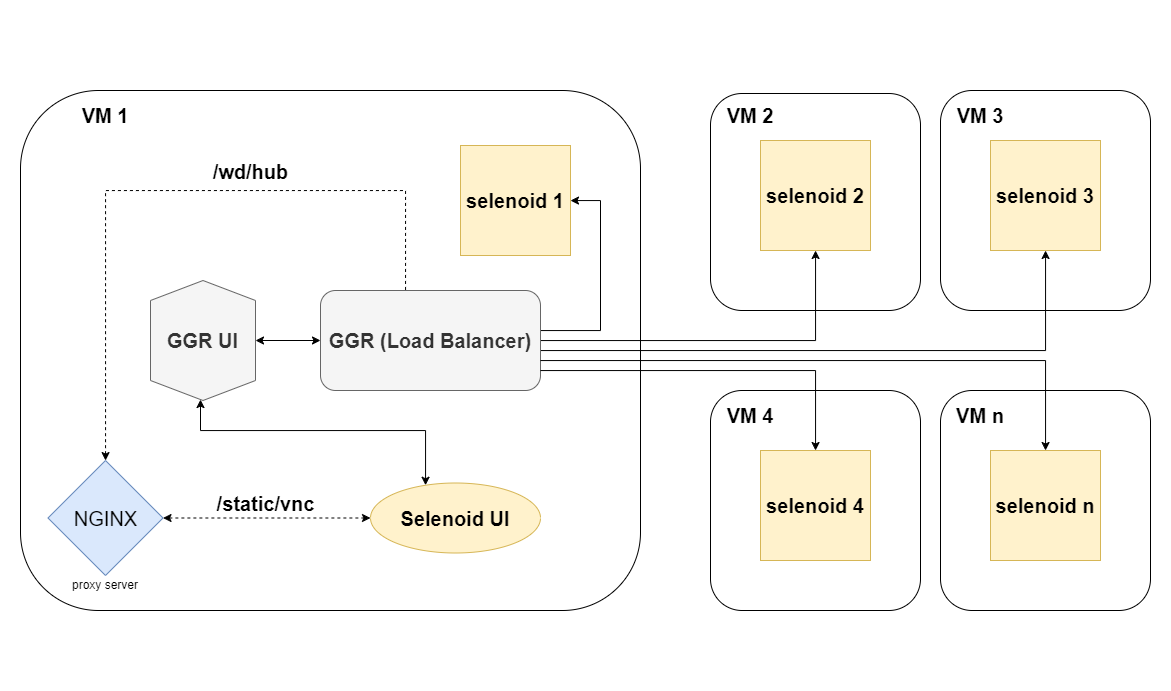 VM 1
/wd/hub
selenoid 1
GGR UI
GGR (Load Balancer)
/static/vnc
NGINX
Selenoid UI
proxy server
VM 2
selenoid 2
VM 3
selenoid 3
VM 4
selenoid 4
VM n
selenoid n